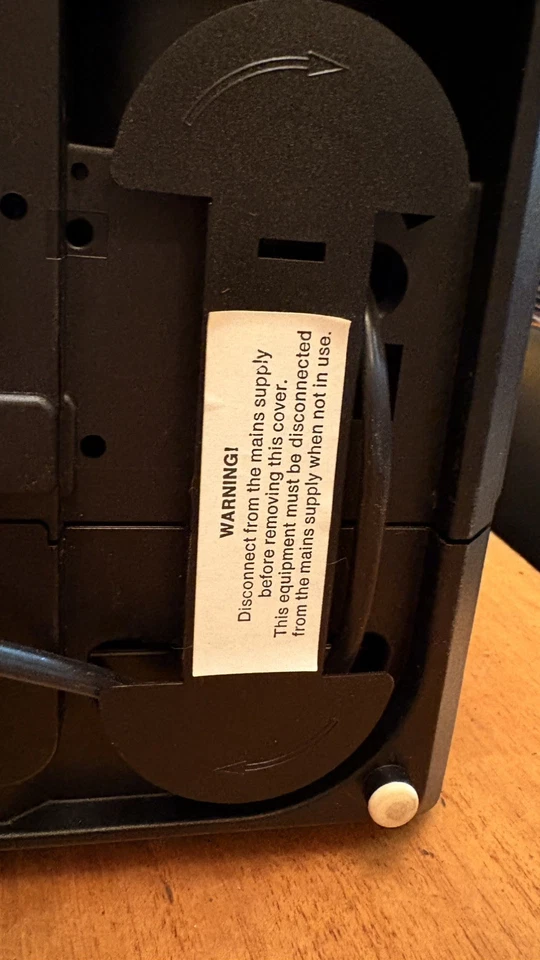 WARNING!
Disconnect from the mains supply
before removing this cover.
This equipment must be disconnected
from the mains supply when not in use.